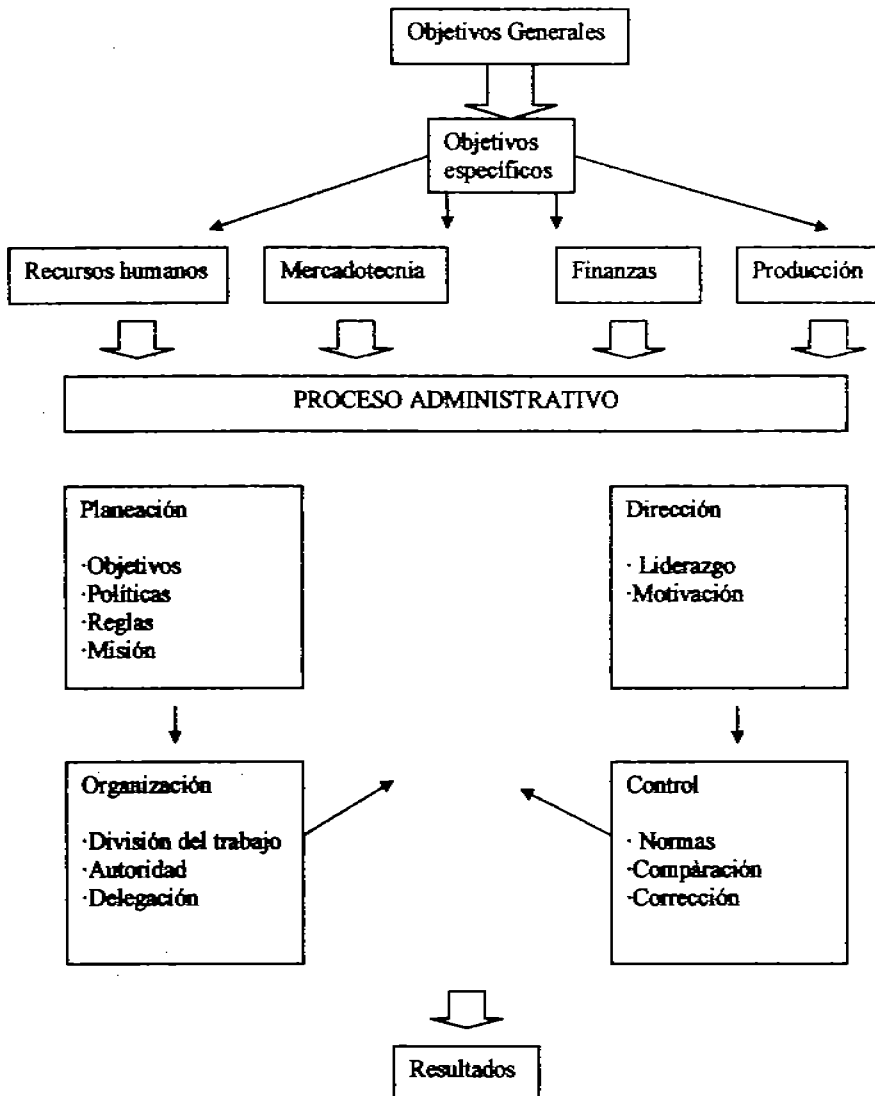 Objetivos Generales
Objetivos
específicos
Recursos humanos
Mercadotecnia
Finanzas
Producción
PROCESO ADMINISTRATIVO
Planeación
·Objetivos
·Políticas
·Reglas
·Misión
Dirección
· Liderazgo
·Motivación
Organización
·División del trabajo
·Autoridad
·Delegación
Control
· Normas
·Comparación
·Corrección
Resultados